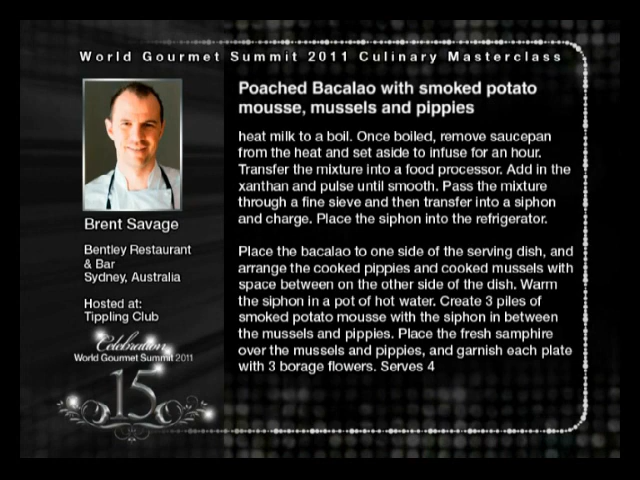 World Gourmet Summit 2011 Culinary Masterclass
Poached Bacalao with smoked potato
mousse, mussels and pippies
heat milk to a boil. Once boiled, remove saucepan
from the heat and set aside to infuse for an hour.
Transfer the mixture into a food processor. Add in the
xanthan and pulse until smooth. Pass the mixture
through a fine sieve and then transfer into a siphon
and charge. Place the siphon into the refrigerator.
Place the bacalao to one side of the serving dish, and
arrange the cooked pippies and cooked mussels with
space between on the other side of the dish. Warm
the siphon in a pot of hot water. Create 3 piles of
smoked potato mousse with the siphon in between
the mussels and pippies. Place the fresh samphire
over the mussels and pippies, and garnish each plate
with 3 borage flowers. Serves 4
Brent Savage
Bentley Restaurant
& Bar
Sydney, Australia
Hosted at:
Tippling Club
Celebration
World Gourmet Summit 2011
15